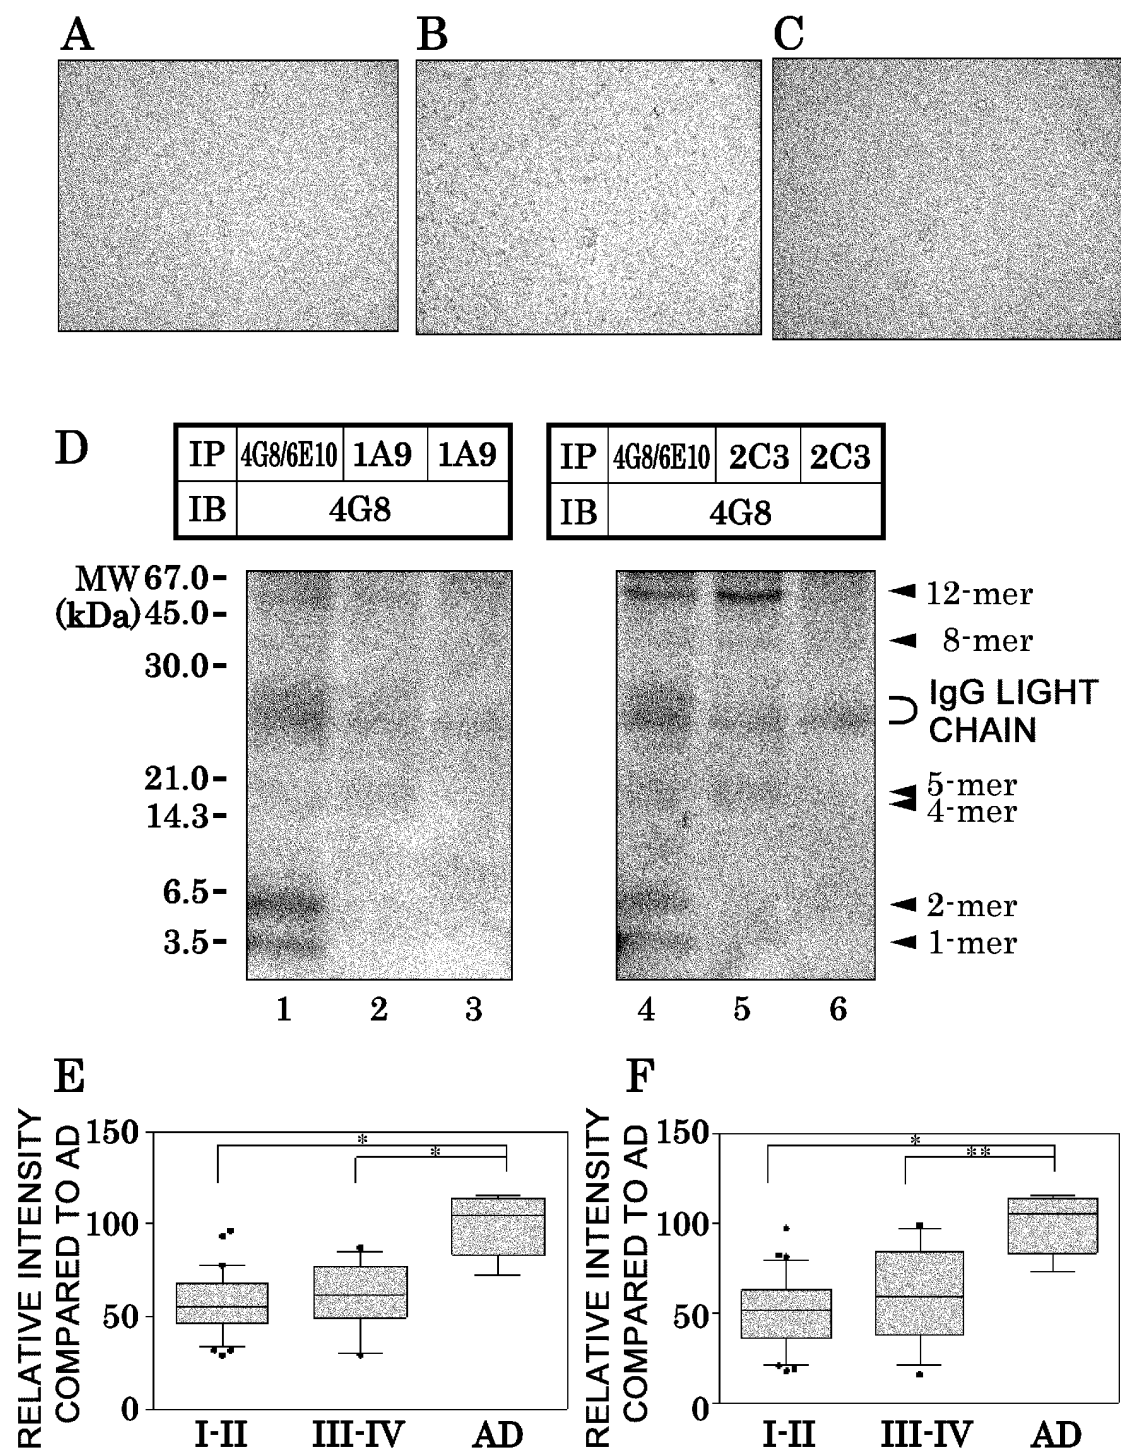 A B C
D
IP 4G8/6E10 1A9 1A9
IB 4G8
IP 4G8/6E10 2C3 2C3
IB 4G8
MW 67.0
(kDa) 45.0
30.0
21.0
14.3
6.5
3.5
12-mer
8-mer
IgG LIGHT
CHAIN
5-mer
4-mer
2-mer
1-mer
1 2 3 4 5 6
E
RELATIVE INTENSITY
COMPARED TO AD
150
100
50
0
* *
I-II III-IV AD
F
RELATIVE INTENSITY
COMPARED TO AD
150
100
50
0
* **
I-II III-IV AD